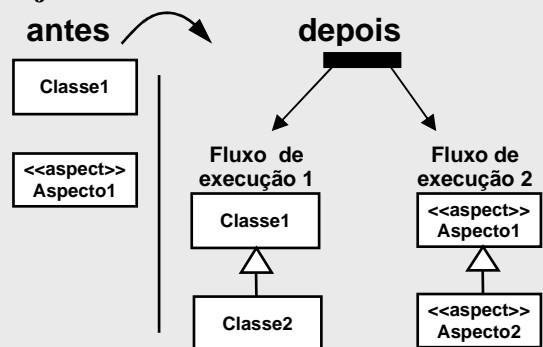 antes
depois
Classe1
<<aspect>>
Aspecto1
Fluxo de
execução 1
Classe1
Classe2
Fluxo de
execução 2
<<aspect>>
Aspecto1
<<aspect>>
Aspecto2